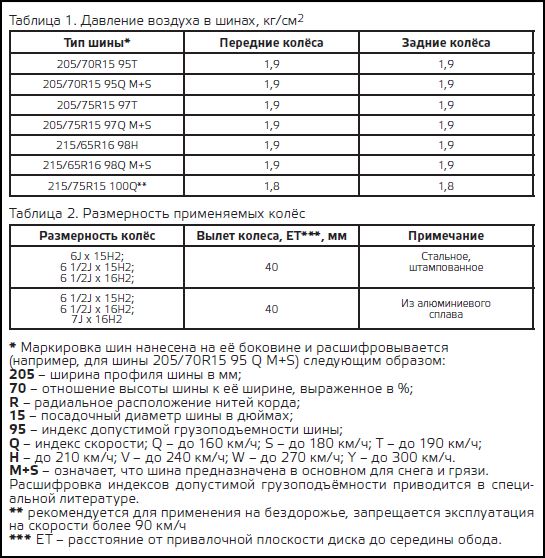 Таблица 1. Давление воздуха в шинах, кг/см2
Тип шины* Передние колёса Задние колёса
205/70R15 95T 1,9 1,9
205/70R15 95Q M+S 1,9 1,9
205/75R15 97T 1,9 1,9
205/75R15 97Q M+S 1,9 1,9
215/65R16 98H 1,9 1,9
215/65R16 98Q M+S 1,9 1,9
215/75R15 100Q** 1,8 1,8
Таблица 2. Размерность применяемых колёс
Размерность колёс Вылет колеса, ET***, мм Примечание
6J x 15H2;
6 1/2J x 15H2;
6 1/2J x 16H2;
40
Стальное,
штампованное
6 1/2J x 15H2;
6 1/2J x 16H2;
7J x 16H2
40
Из алюминиевого
сплава
* Маркировка шин нанесена на её боковине и расшифровывается
(например, для шины 205/70R15 95 Q M+S) следующим образом:
205 – ширина профиля шины в мм;
70 – отношение высоты шины к её ширине, выраженное в %;
R – радиальное расположение нитей корда;
15 – посадочный диаметр шины в дюймах;
95 – индекс допустимой грузоподъемности шины;
Q – индекс скорости; Q – до 160 км/ч; S – до 180 км/ч; T – до 190 км/ч;
H – до 210 км/ч; V – до 240 км/ч; W – до 270 км/ч; Y – до 300 км/ч.
M+S – означает, что шина предназначена в основном для снега и грязи.
Расшифровка индексов допустимой грузоподъёмности приводится в специ-
альной литературе.
** рекомендуется для применения на бездорожье, запрещается эксплуатация
на скорости более 90 км/ч
*** ET – расстояние от привалочной плоскости диска до середины обода.